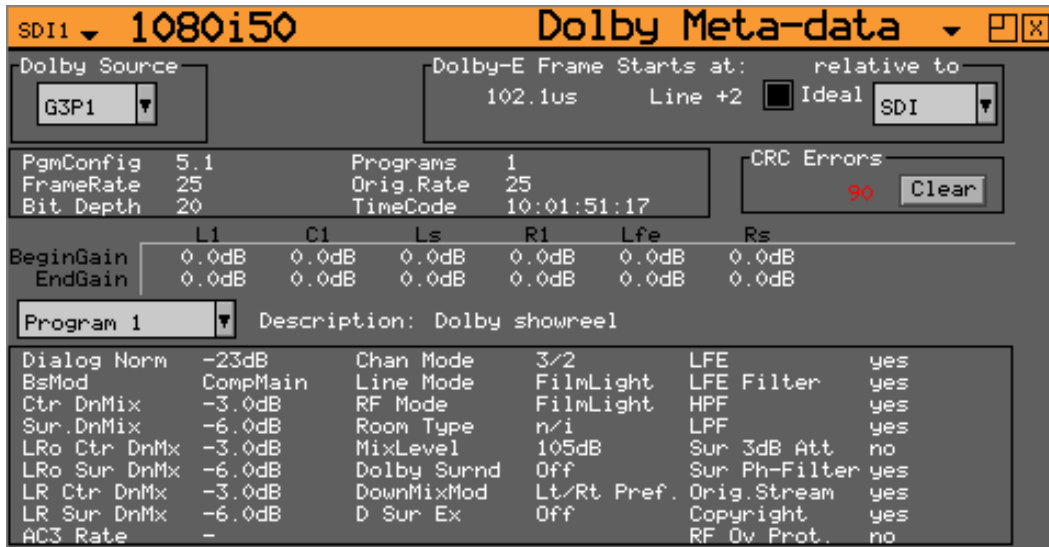 SDI1 1080i50 Dolby Meta-data
Dolby Source Dolby-E Frame Starts at: relative to
G3P1 102.1us Line +2 Ideal SDI
PgmConfig 5.1 Programs 1 CRC Errors
FrameRate 25 Orig.Rate 25 90 Clear
Bit Depth 20 TimeCode 10:01:51:17
L1 C1 Ls R1 Lfe Rs
BeginGain 0.0dB 0.0dB 0.0dB 0.0dB 0.0dB 0.0dB
EndGain 0.0dB 0.0dB 0.0dB 0.0dB 0.0dB 0.0dB
Program 1 Description: Dolby showreel
Dialog Norm -23dB Chan Mode 3/2 LFE yes
BsMod CompMain Line Mode FilmLight LFE Filter yes
Ctr DnMix -3.0dB RF Mode FilmLight HPF yes
Sur.DnMix -6.0dB Room Type n/i LPF yes
LRo Ctr DnMx -3.0dB MixLevel 105dB Sur 3dB Att no
LRo Sur DnMx -6.0dB Dolby Surnd Off Sur Ph-Filter yes
LR Ctr DnMx -3.0dB DownMixMod Lt/Rt Pref. Orig.Stream yes
LR Sur DnMx -6.0dB D Sur Ex Off Copyright yes
AC3 Rate - RF Ov Prot. no